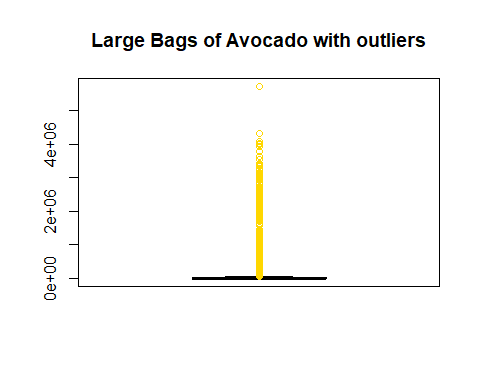 Large Bags of Avocado with outliers
4e+06
2e+06
0e+00